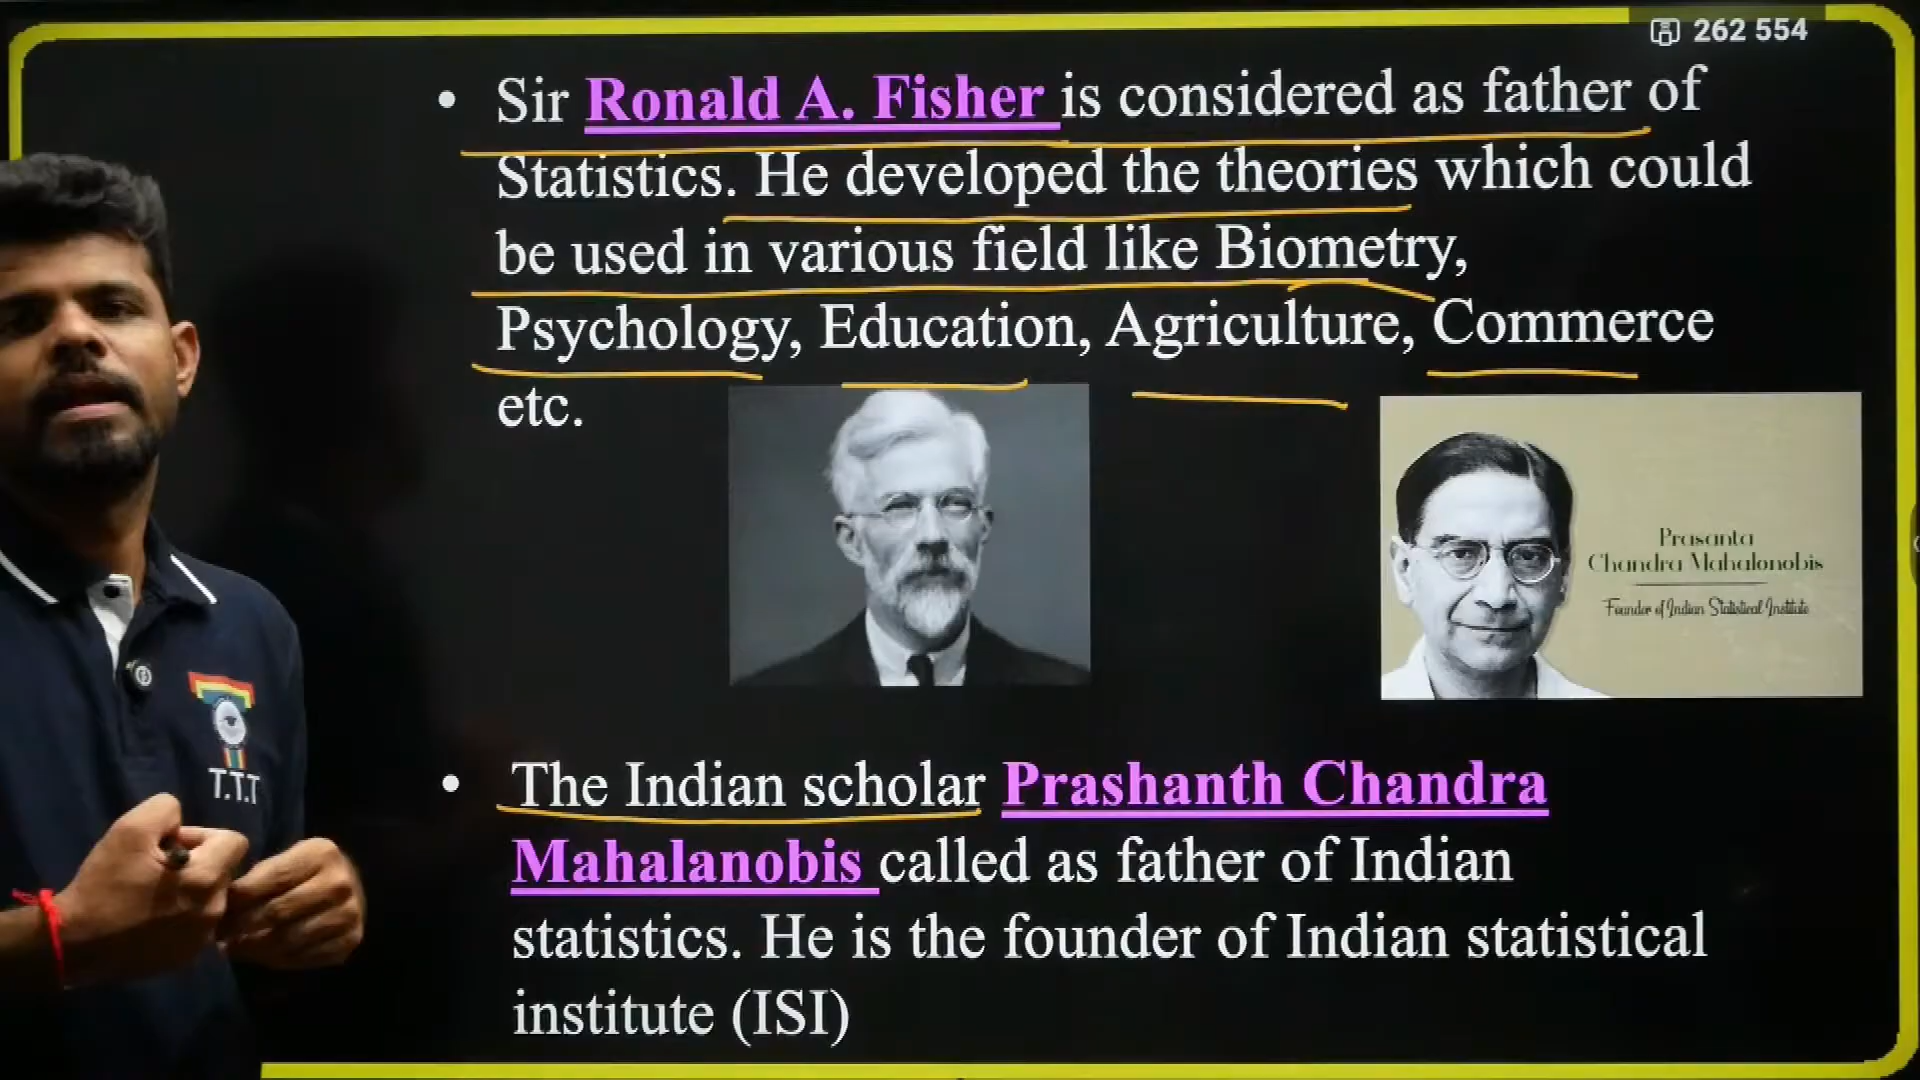 262 554
• Sir Ronald A. Fisher is considered as father of
Statistics. He developed the theories which could
be used in various field like Biometry,
Psychology, Education, Agriculture, Commerce
etc.
Prasanta
Chandra Mahalonobis
Founder of Indian Statistical Institute
T.T.T
• The Indian scholar Prashanth Chandra
Mahalanobis called as father of Indian
statistics. He is the founder of Indian statistical
institute (ISI)